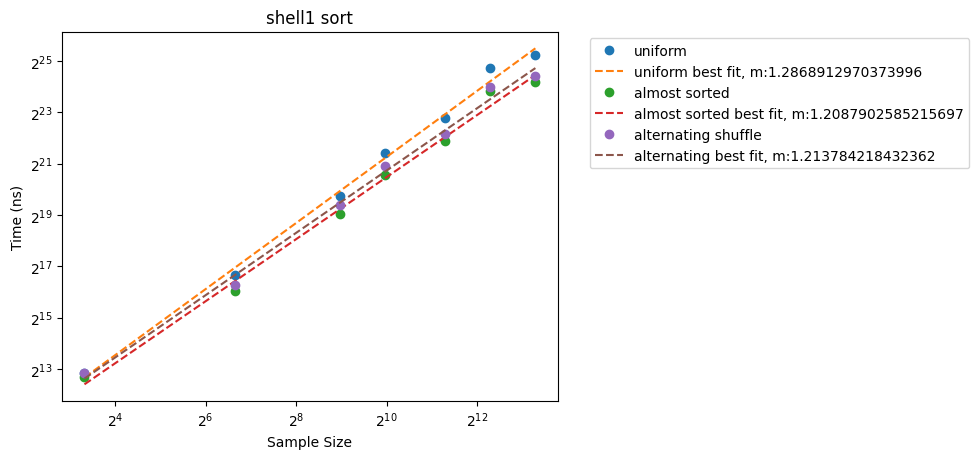 shell1 sort
Time (ns)
2^25
2^23
2^21
2^19
2^17
2^15
2^13
2^4
2^6
2^8
2^10
2^12
Sample Size
uniform
uniform best fit, m:1.2868912970373996
almost sorted
almost sorted best fit, m:1.2087902585215697
alternating shuffle
alternating best fit, m:1.213784218432362